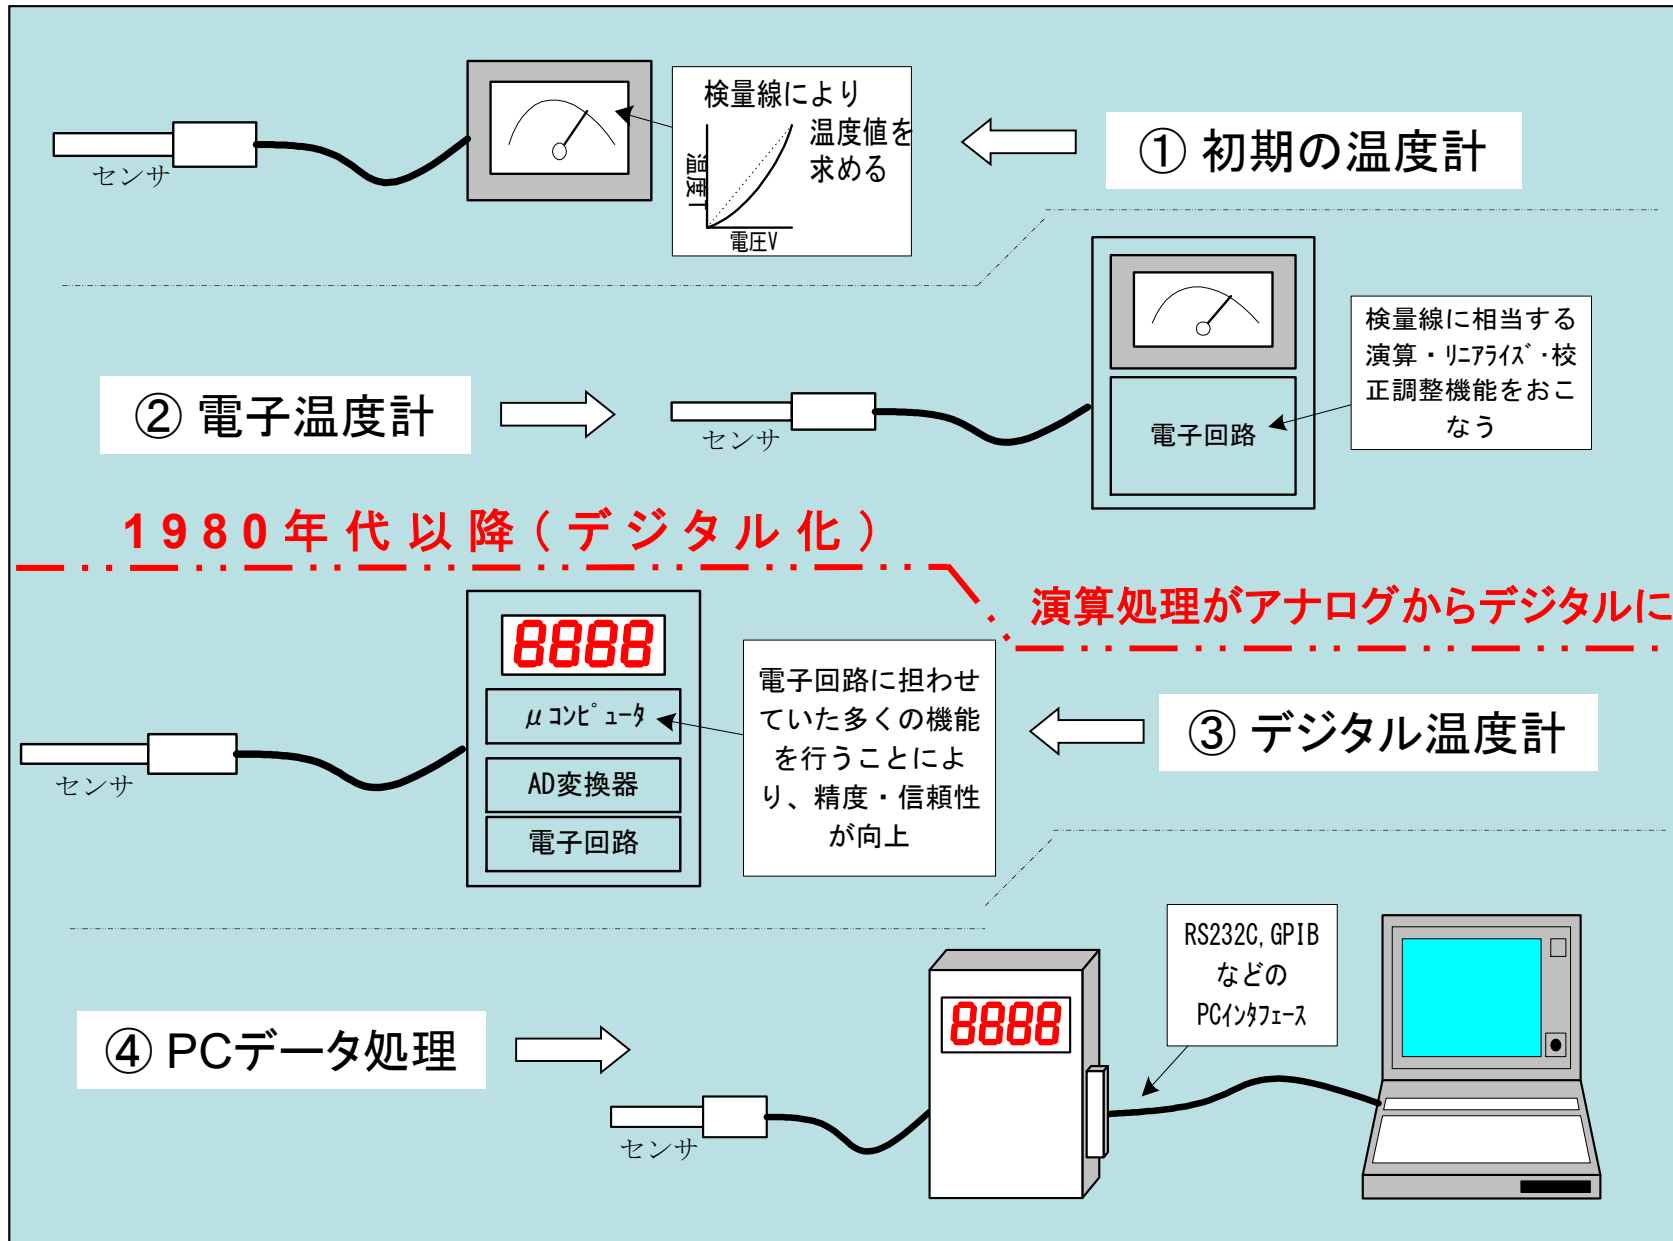 検量線により
温度値を
求める
温度T
電圧V
センサ
① 初期の温度計
② 電子温度計
センサ
電子回路
検量線に相当する
演算・ﾘﾆｱﾗｲｽﾞ・校
正調整機能をおこ
なう
1980年代以降(デジタル化)
演算処理がアナログからデジタルに
8888
μｺﾝﾋﾟｭｰﾀ
AD変換器
電子回路
センサ
電子回路に担わせ
ていた多くの機能
を行うことによ
り、精度・信頼性
が向上
③ デジタル温度計
④ PCデータ処理
センサ
8888
RS232C,GPIB
などの
PCｲﾝﾀﾌｪｰｽ